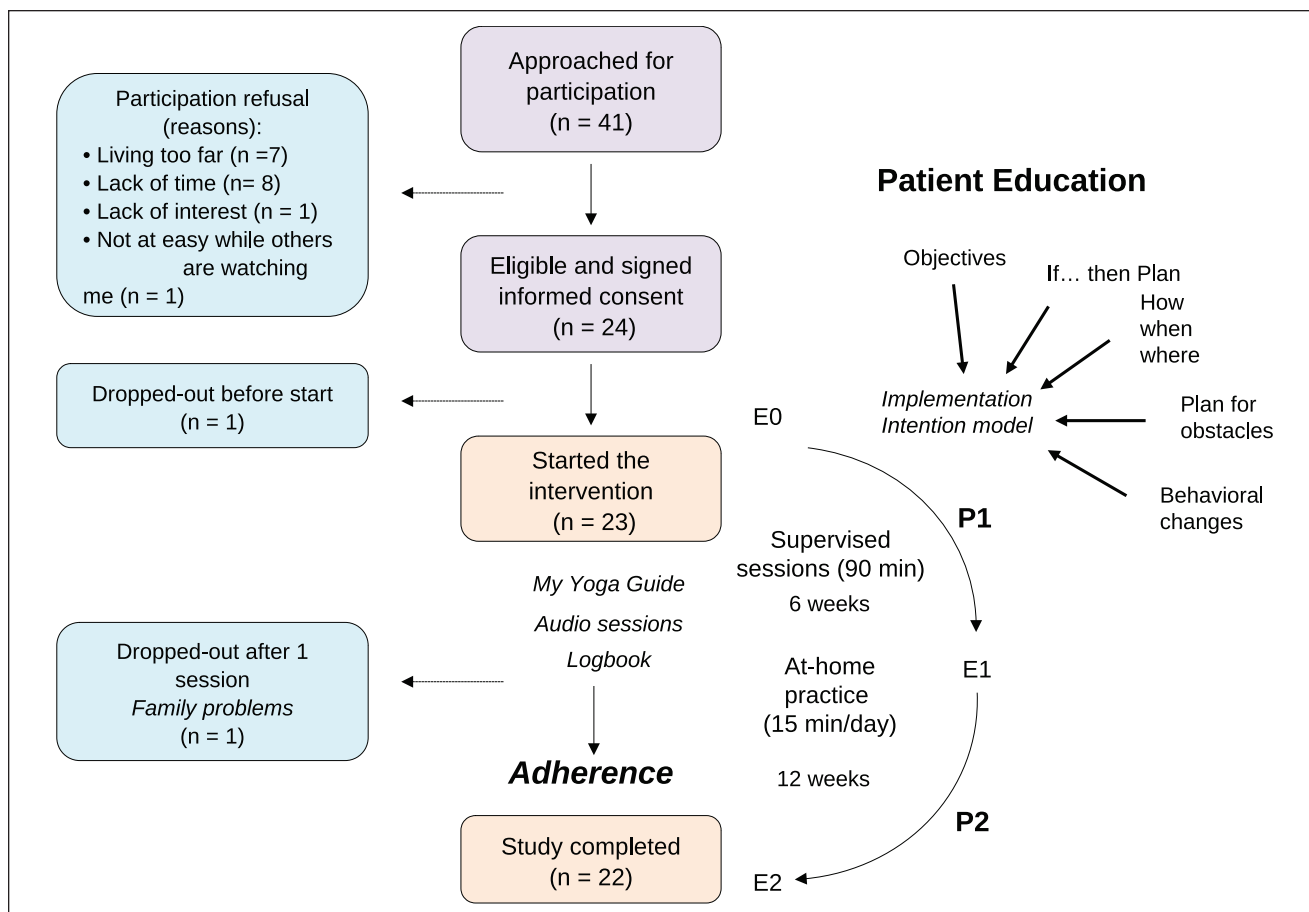 Approached for
participation
(n = 41)
Participation refusal
(reasons):
• Living too far (n =7)
• Lack of time (n= 8)
• Lack of interest (n = 1)
• Not at easy while others
are watching
me (n = 1)
Eligible and signed
informed consent
(n = 24)
Dropped-out before start
(n = 1)
Started the
intervention
(n = 23)
My Yoga Guide
Audio sessions
Logbook
Dropped-out after 1
session
Family problems
(n = 1)
Adherence
Study completed
(n = 22)
Patient Education
Objectives
If… then Plan
How
when
where
Implementation
Intention model
Plan for
obstacles
Behavioral
changes
E0
P1
Supervised
sessions (90 min)
6 weeks
E1
At-home
practice
(15 min/day)
12 weeks
P2
E2